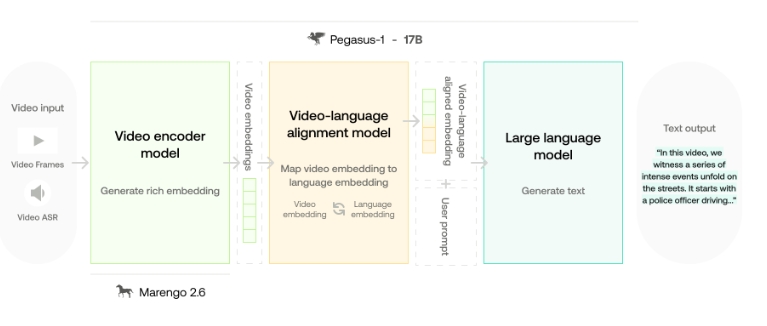 Pegasus-1 - 17B
Video input
Video Frames
Video ASR
Video encoder
model
Generate rich embedding
Video embeddings
Video-language
alignment model
Map video embedding to
language embedding
Video
embedding
Language
embedding
Video-language
aligned embedding
+
User prompt
Large language
model
Generate text
Text output
“In this video, we
witness a series of
intense events unfold on
the streets. It starts with
a police officer driving...”
Marengo 2.6